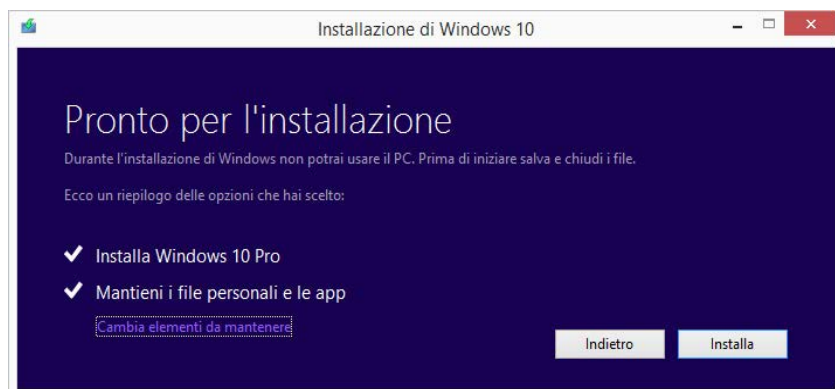 Installazione di Windows 10
Pronto per l'installazione
Durante l'installazione di Windows non potrai usare il PC. Prima di iniziare salva e chiudi i file.
Ecco un riepilogo delle opzioni che hai scelto:
Installa Windows 10 Pro
Mantieni i file personali e le app
Cambia elementi da mantenere
Indietro Installa